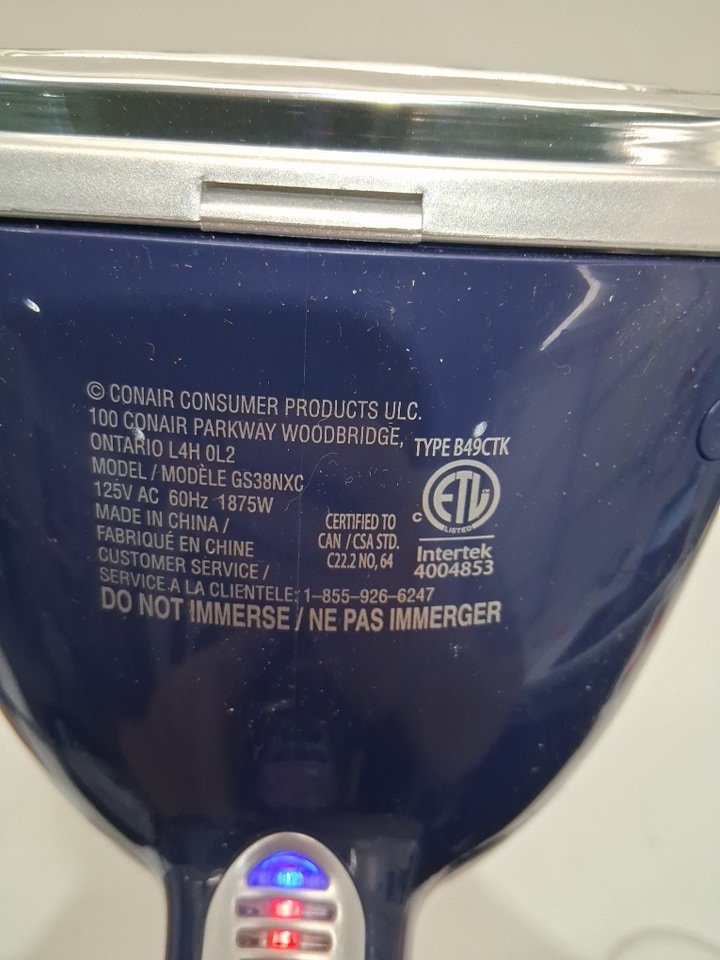 © CONAIR CONSUMER PRODUCTS ULC.
100 CONAIR PARKWAY WOODBRIDGE,
ONTARIO L4H 0L2
MODEL / MODÈLE GS38NXC
125V AC 60Hz 1875W
MADE IN CHINA /
FABRIQUÉ EN CHINE
CUSTOMER SERVICE /
SERVICE A LA CLIENTELE: 1-855-926-6247
DO NOT IMMERSE / NE PAS IMMERGER
TYPE B49CTK
ETL
C
LISTED
CERTIFIED TO
CAN / CSA STD.
C22.2 NO, 64
Intertek
4004853